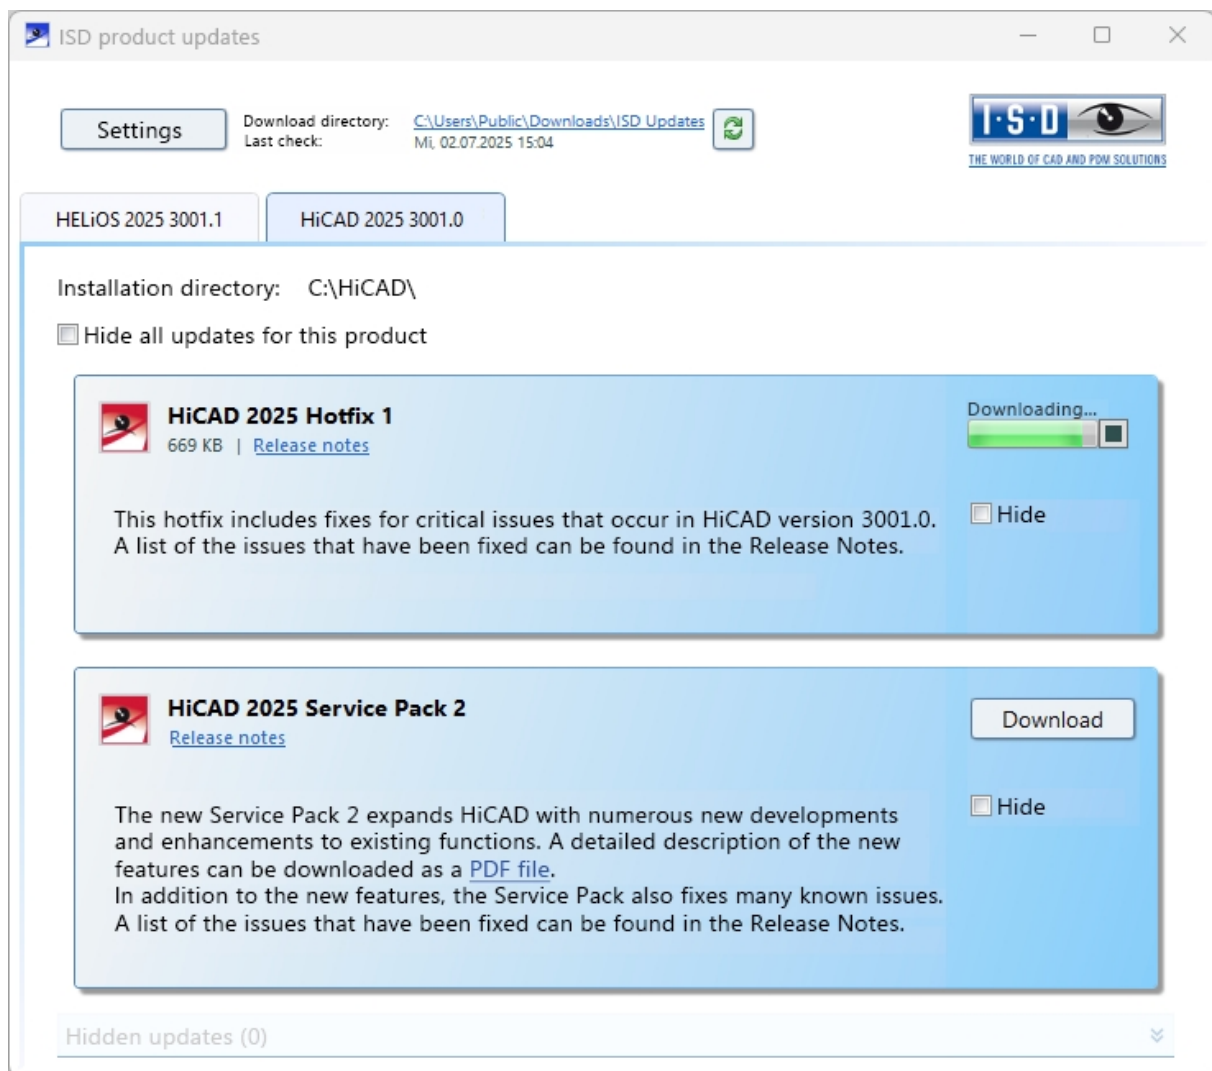 ISD product updates
Settings
Download directory: C:\Users\Public\Downloads\ISD Updates
Last check: Mi, 02.07.2025 15:04
I·S·D
THE WORLD OF CAD AND PDM SOLUTIONS
HELiOS 2025 3001.1
HiCAD 2025 3001.0
Installation directory: C:\HiCAD\
Hide all updates for this product
HiCAD 2025 Hotfix 1
669 KB | Release notes
Downloading...
This hotfix includes fixes for critical issues that occur in HiCAD version 3001.0.
A list of the issues that have been fixed can be found in the Release Notes.
Hide
HiCAD 2025 Service Pack 2
Release notes
Download
The new Service Pack 2 expands HiCAD with numerous new developments
and enhancements to existing functions. A detailed description of the new
features can be downloaded as a PDF file.
In addition to the new features, the Service Pack also fixes many known issues.
A list of the issues that have been fixed can be found in the Release Notes.
Hide
Hidden updates (0)